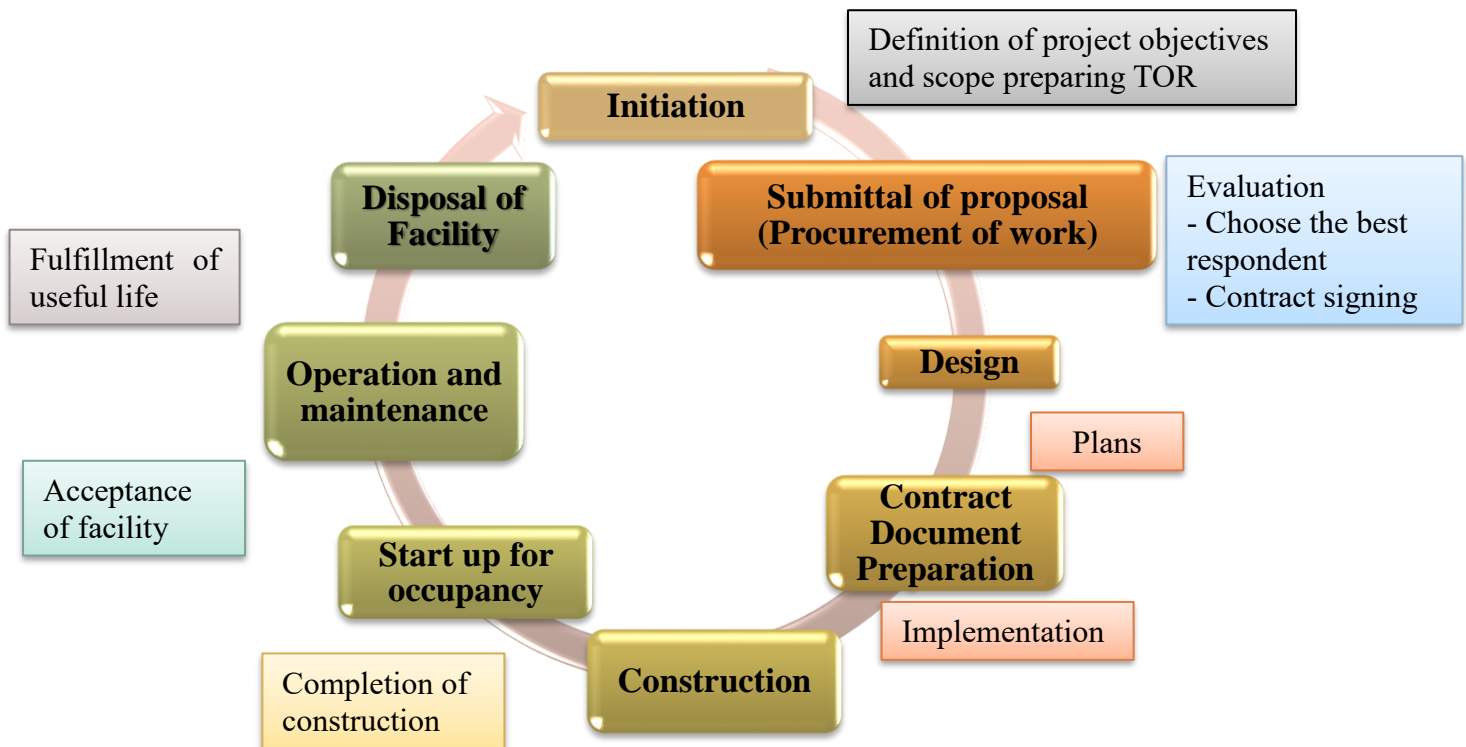 Initiation
Definition of project objectives
and scope preparing TOR
Submittal of proposal
(Procurement of work)
Evaluation
- Choose the best
respondent
- Contract signing
Design
Plans
Contract
Document
Preparation
Implementation
Construction
Completion of
construction
Start up for
occupancy
Acceptance
of facility
Operation and
maintenance
Fulfillment of
useful life
Disposal of
Facility